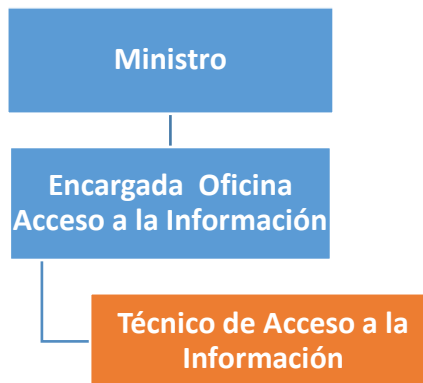 Ministro
Encargada Oficina
Acceso a la Información
Técnico de Acceso a la
Información